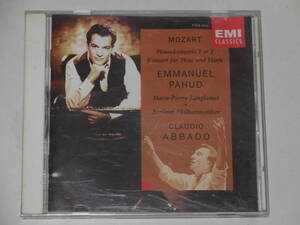 EMI
CLASSICS
MOZART
Flötenkonzerte 1 & 2
Konzert für Flöte und Harfe
EMMANUEL
PAHUD
Marie-Pierre Langlamet
Berliner Philharmoniker
CLAUDIO
ABBADO